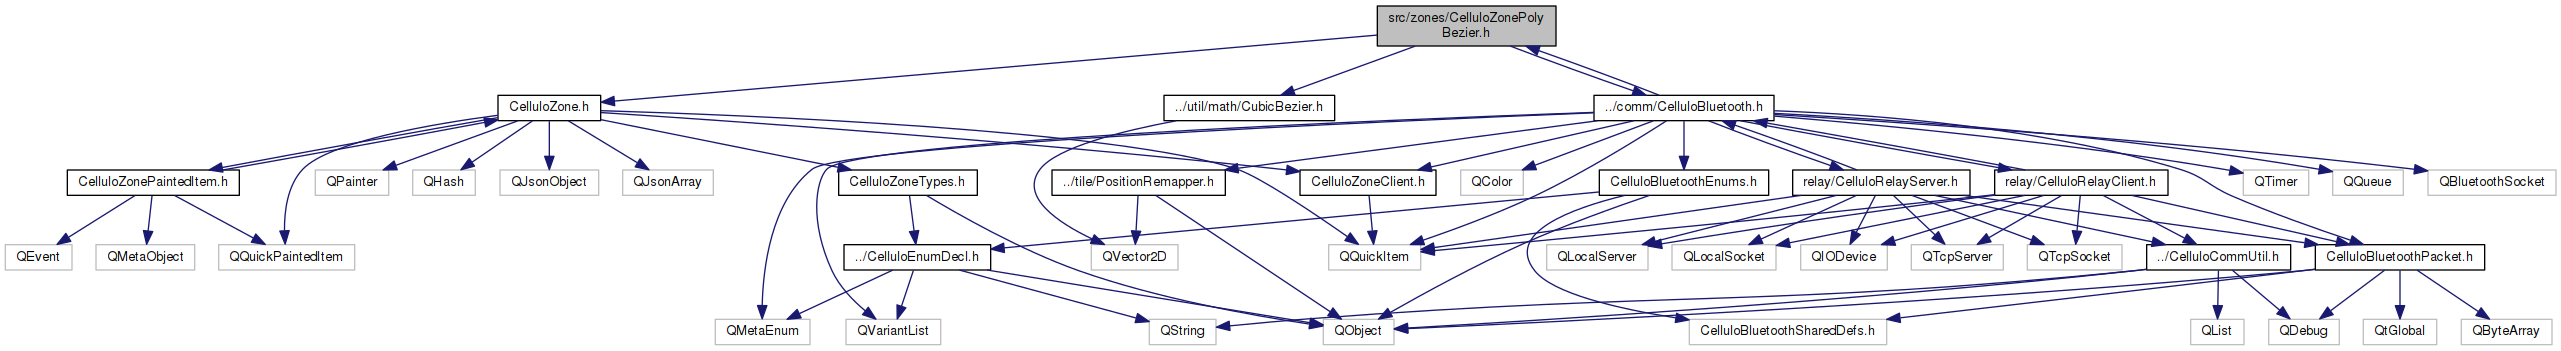 src/zones/CelluloZonePoly
Bezier.h
CelluloZone.h
../util/math/CubicBezier.h
../comm/CelluloBluetooth.h
CelluloZonePaintedItem.h
QPainter
QHash
QJsonObject
QJsonArray
CelluloZoneTypes.h
../tile/PositionRemapper.h
CelluloZoneClient.h
QColor
CelluloBluetoothEnums.h
relay/CelluloRelayServer.h
relay/CelluloRelayClient.h
QTimer
QQueue
QBluetoothSocket
QEvent
QMetaObject
QQuickPaintedItem
../CelluloEnumDecl.h
QVector2D
QQuickItem
QLocalServer
QLocalSocket
QIODevice
QTcpServer
QTcpSocket
../CelluloCommUtil.h
CelluloBluetoothPacket.h
QMetaEnum
QVariantList
QString
QObject
CelluloBluetoothSharedDefs.h
QList
QDebug
QtGlobal
QByteArray